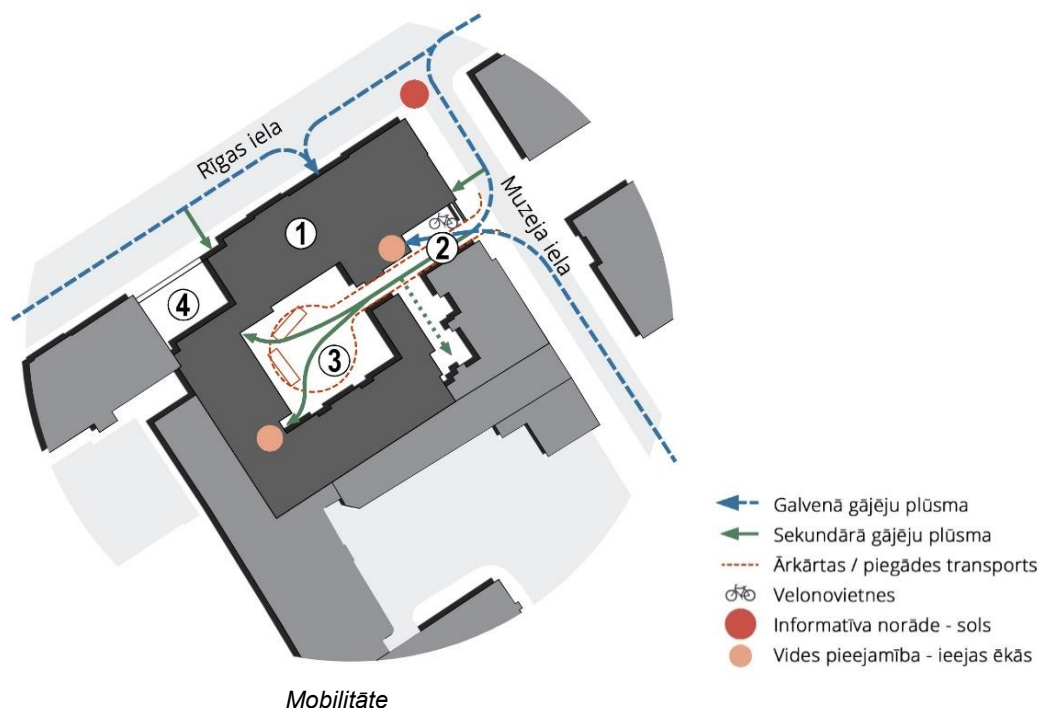 Rīgas iela
Muzeja iela
1
2
3
4
Galvenā gājēju plūsma
Sekundārā gājēju plūsma
Ārkārtas / piegādes transports
Velonovietnes
Informatīva norāde - sols
Vides pieejamība - ieejas ēkās
Mobilitāte